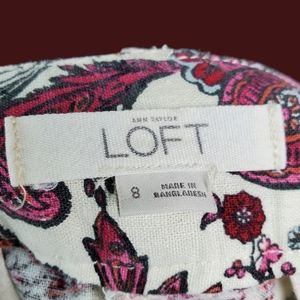 ANN TAYLOR
LOFT
8
MADE IN
BANGLADESH